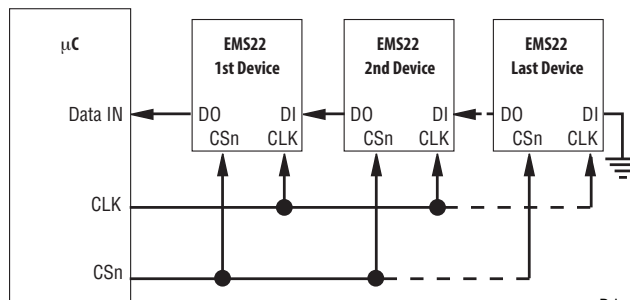 μC
EMS22
1st Device
EMS22
2nd Device
EMS22
Last Device
Data IN
DO
DI
DO
DI
DO
DI
CSn
CLK
CSn
CLK
CSn
CLK
CLK
CSn